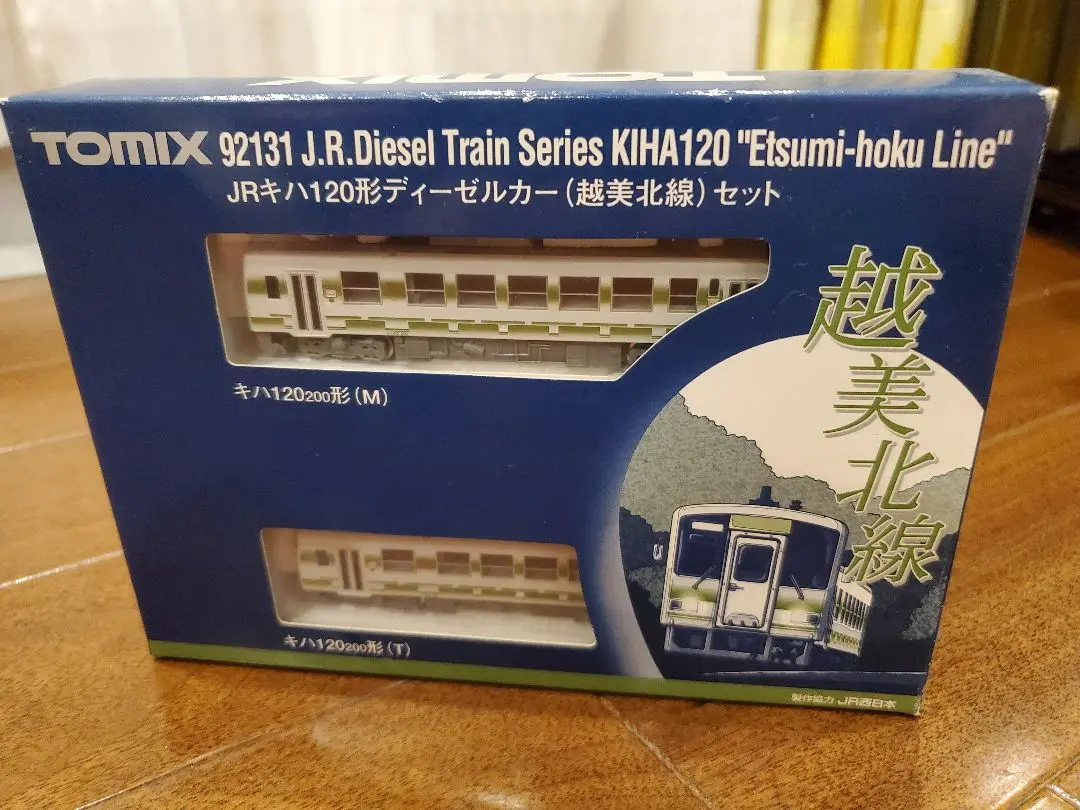 TOMIX
TOMIX 92131 J.R.Diesel Train Series KIHA120 "Etsumi-hoku Line"
JRキハ120形ディーゼルカー(越美北線)セット
キハ120200形(M)
越美北線
キハ120200形(T)
製作協力 JR西日本